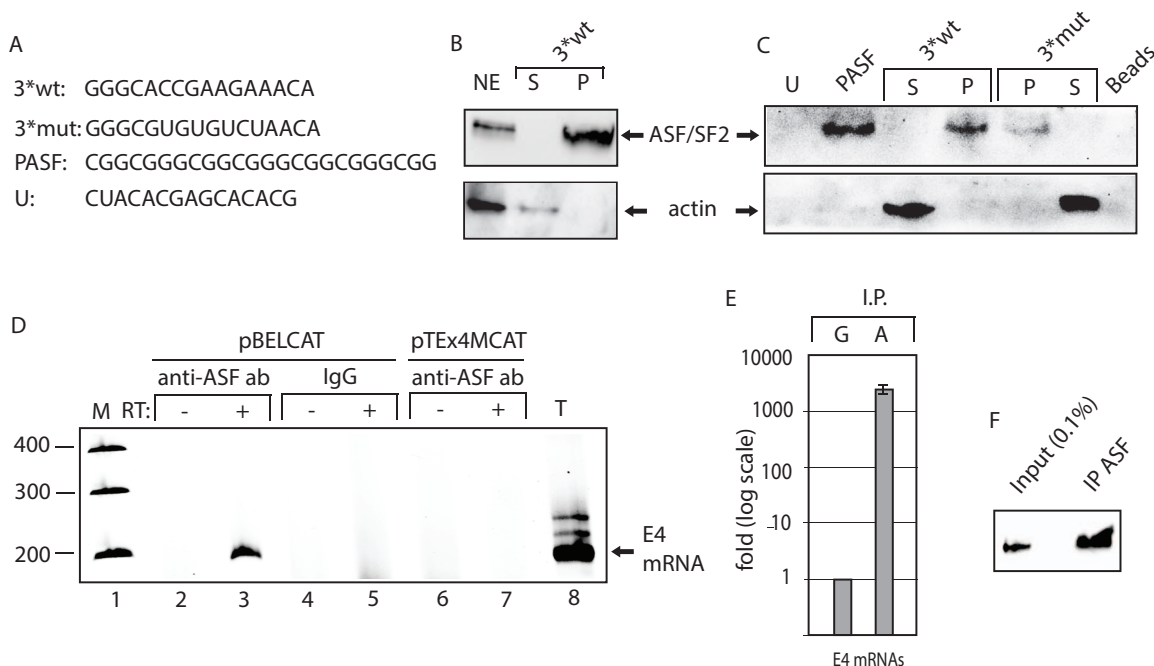 A
3*wt: GGGCACCGAAGAAACA
3*mut: GGGCGUGUGUCUAACA
PASF: CGGCGGGCGGCGGGCGGCGGGCGG
U: CUACACGAGCACACG
B
3*wt
NE S P
ASF/SF2
actin
C
3*wt 3*mut
U PASF S P P S Beads
D
pBELCAT pTEx4MCAT
anti-ASF ab IgG anti-ASF ab
M RT: - + - + - + T
400
300
200
E4
mRNA
1 2 3 4 5 6 7 8
E
I.P.
G A
10000
1000
100
10
1
fold (log scale)
E4 mRNAs
F
Input (0.1%) IP ASF